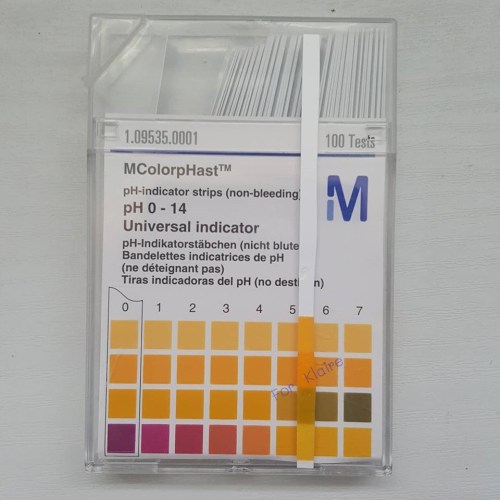 1.09535.0001 100 Tests
MColorpHast™
pH-indicator strips (non-bleeding)
pH 0 - 14
Universal indicator
pH-Indikatorstäbchen (nicht blute
Bandelettes indicatrices de pH
(ne déteignant pas)
Tiras indicadoras del pH (no destiñen)
M
0 1 2 3 4 5 6 7
For Klaire